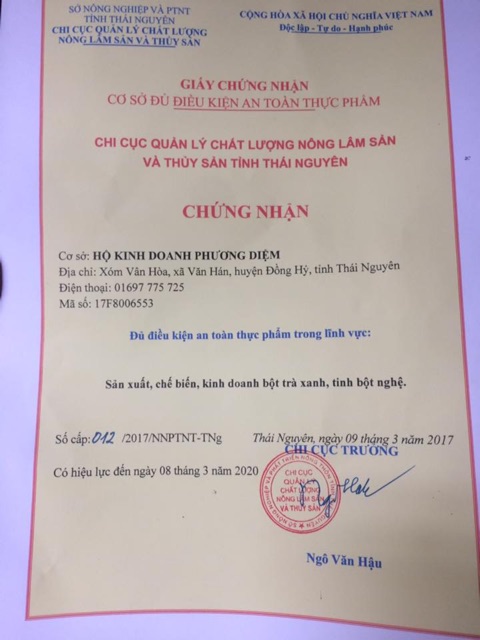 SỞ NÔNG NGHIỆP VÀ PTNT
TỈNH THÁI NGUYÊN
CHI CỤC QUẢN LÝ CHẤT LƯỢNG
NÔNG LÂM SẢN VÀ THỦY SẢN
CỘNG HÒA XÃ HỘI CHỦ NGHĨA VIỆT NAM
Độc lập - Tự do - Hạnh phúc
GIẤY CHỨNG NHẬN
CƠ SỞ ĐỦ ĐIỀU KIỆN AN TOÀN THỰC PHẨM
CHI CỤC QUẢN LÝ CHẤT LƯỢNG NÔNG LÂM SẢN
VÀ THỦY SẢN TỈNH THÁI NGUYÊN
CHỨNG NHẬN
Cơ sở: HỘ KINH DOANH PHƯƠNG DIỆM
Địa chỉ: Xóm Vân Hòa, xã Văn Hán, huyện Đồng Hỷ, tỉnh Thái Nguyên
Điện thoại: 01697 775 725
Mã số: 17F8006553
Đủ điều kiện an toàn thực phẩm trong lĩnh vực:
Sản xuất, chế biến, kinh doanh bột trà xanh, tinh bột nghệ.
Số cấp: 012 /2017/NNPTNT-TNg
Thái Nguyên, ngày 09 tháng 3 năm 2017
CHI CỤC TRƯỞNG
Có hiệu lực đến ngày 08 tháng 3 năm 2020
CHI CỤC
QUẢN LÝ
CHẤT LƯỢNG
NÔNG LÂM SẢN
VÀ THỦY SẢN
Ngô Văn Hậu